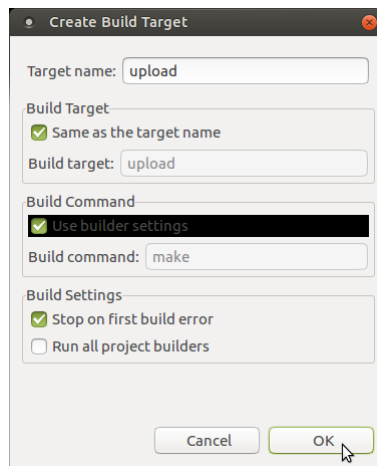 Create Build Target
Target name: upload
Build Target
Same as the target name
Build target: upload
Build Command
Use builder settings
Build command: make
Build Settings
Stop on first build error
Run all project builders
Cancel OK